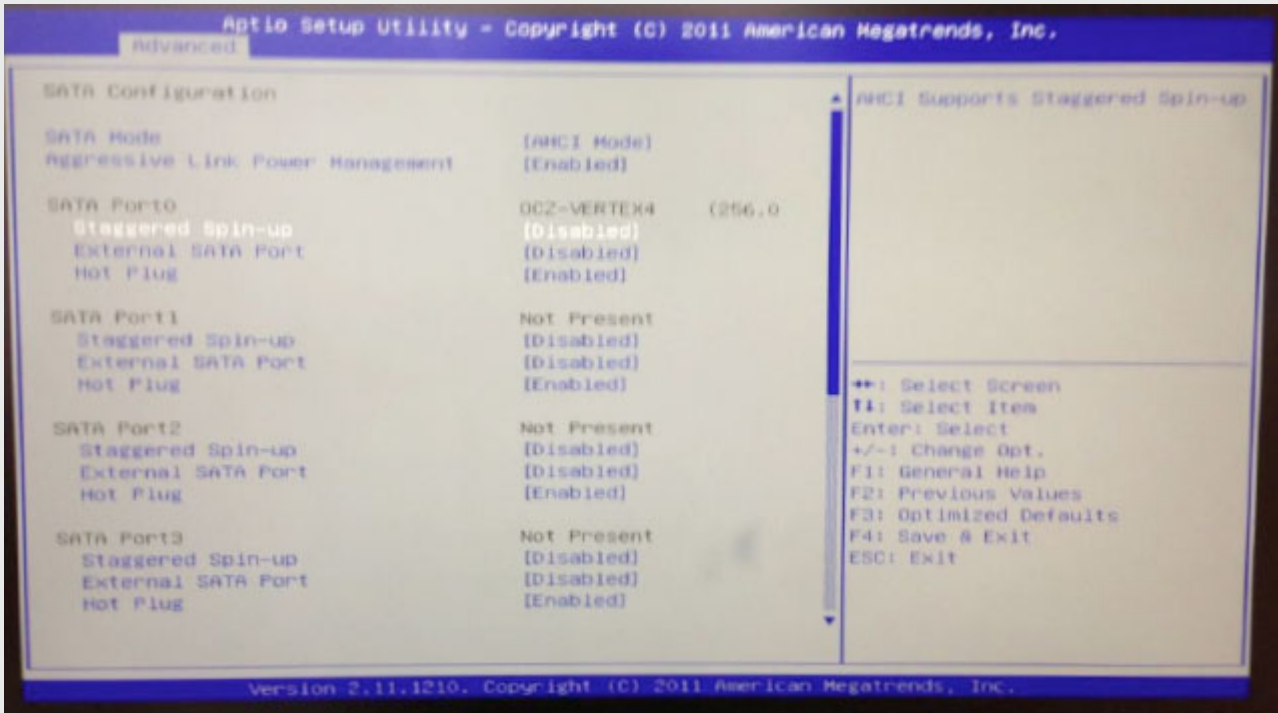 Aptio Setup Utility - Copyright (C) 2011 American Megatrends, Inc.
Advanced
SATA Configuration
SATA Mode [AHCI Mode]
Aggressive Link Power Management [Enabled]
SATA Port0 OCZ-VERTEX4 (256.0
Staggered Spin-up [Disabled]
External SATA Port [Disabled]
Hot Plug [Enabled]
SATA Port1 Not Present
Staggered Spin-up [Disabled]
External SATA Port [Disabled]
Hot Plug [Enabled]
SATA Port2 Not Present
Staggered Spin-up [Disabled]
External SATA Port [Disabled]
Hot Plug [Enabled]
SATA Port3 Not Present
Staggered Spin-up [Disabled]
External SATA Port [Disabled]
Hot Plug [Enabled]
AHCI Supports Staggered Spin-up
→←: Select Screen
↑↓: Select Item
Enter: Select
+/-: Change Opt.
F1: General Help
F2: Previous Values
F3: Optimized Defaults
F4: Save & Exit
ESC: Exit
Version 2.11.1210. Copyright (C) 2011 American Megatrends, Inc.